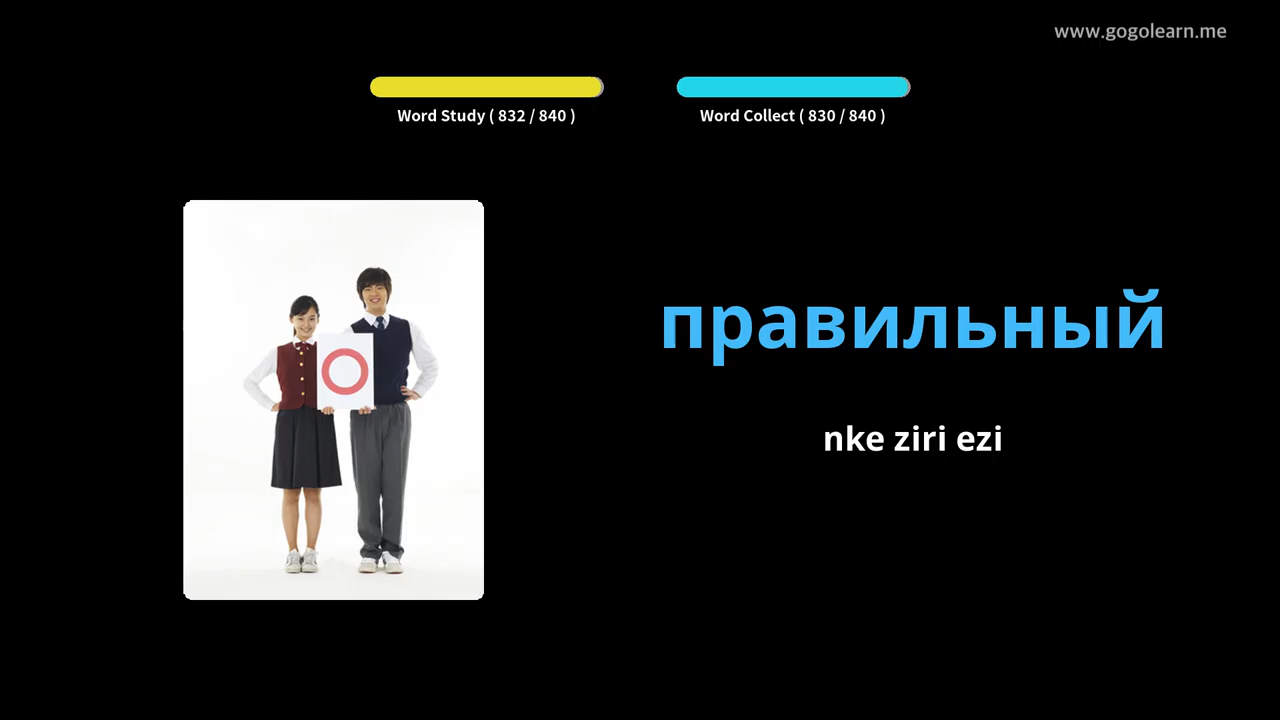 www.gogolearn.me
Word Study ( 832 / 840 )
Word Collect ( 830 / 840 )
правильный
nke ziri ezi